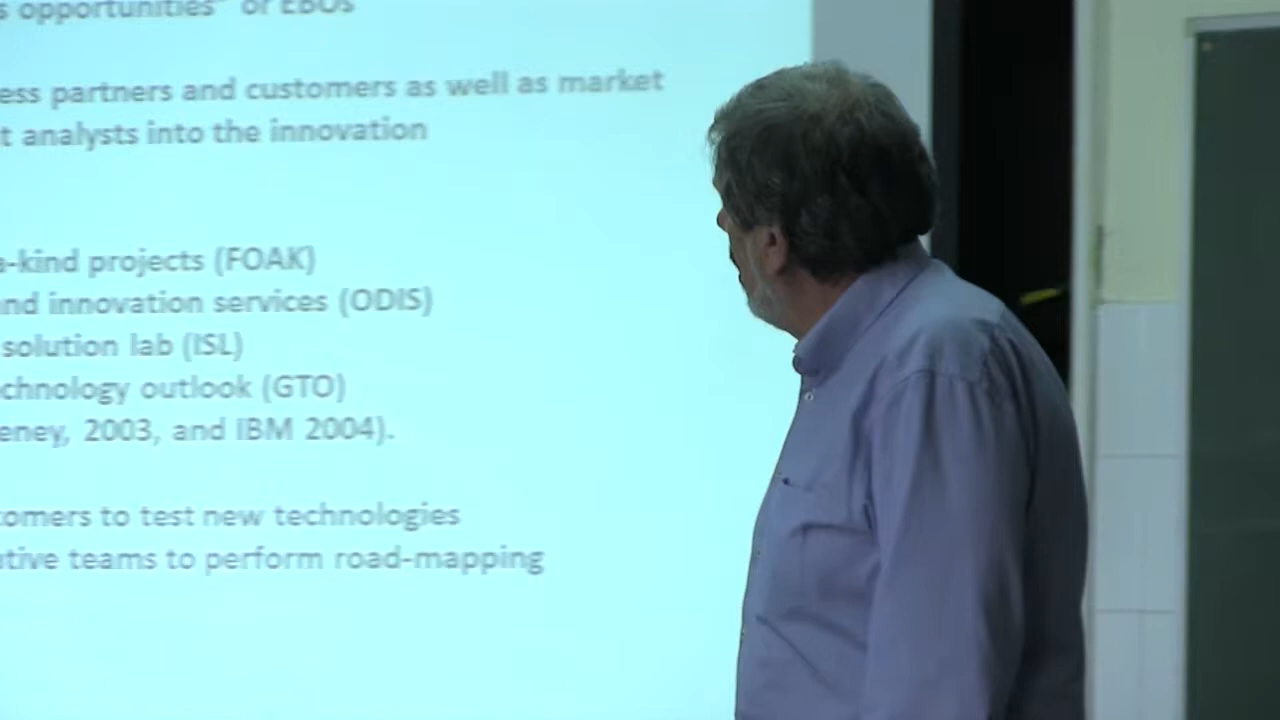 s opportunities" or EBOs
ess partners and customers as well as market
t analysts into the innovation
-kind projects (FOAK)
nd innovation services (ODIS)
solution lab (ISL)
chnology outlook (GTO)
eney, 2003, and IBM 2004).
tomers to test new technologies
utive teams to perform road-mapping